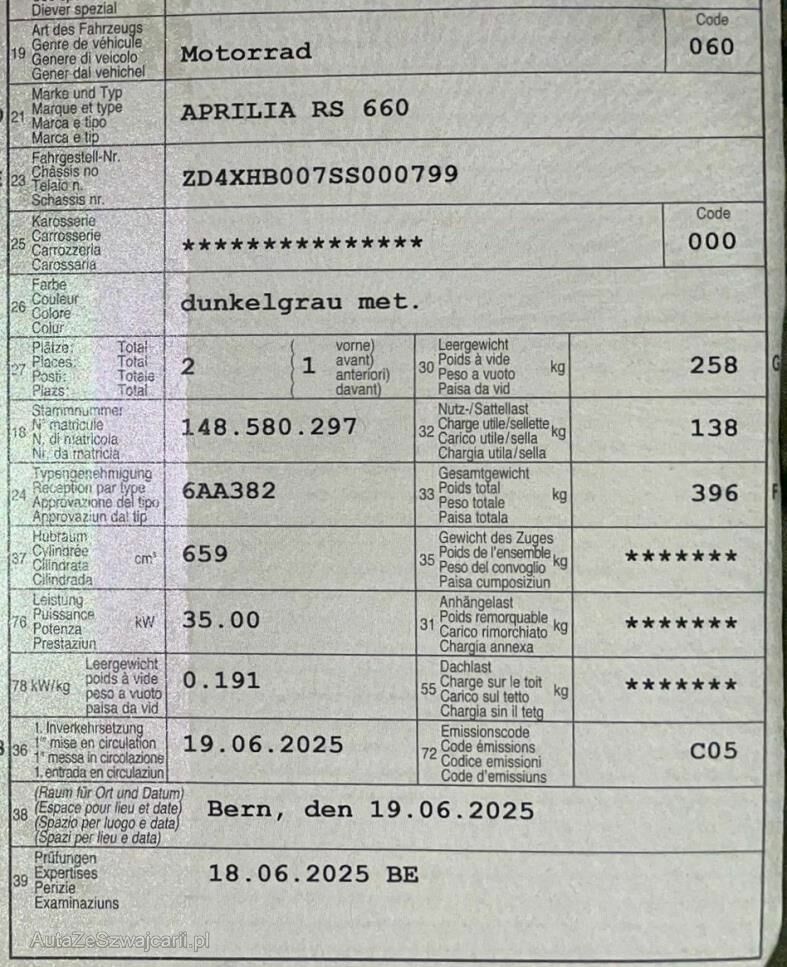 Diever spezial
19 Art des Fahrzeugs
Genre de véhicule
Genere di veicolo
Gener dal vehichel
Motorrad
Code
060
21 Marke und Typ
Marque et type
Marca e tipo
Marca e tip
APRILIA RS 660
23 Fahrgestell-Nr.
Châssis no
Telaio n.
Schassis nr.
ZD4XHB007SS000799
25 Karosserie
Carrosserie
Carrozzeria
Carossaria
***************
Code
000
26 Farbe
Couleur
Colore
Colur
dunkelgrau met.
27 Plätze: Total
Places: Total
Posti: Totale
Plazs: Total
2
( 1 vorne)
avant)
anteriori)
davant)
30 Leergewicht
Poids à vide
Peso a vuoto
Paisa da vid
kg
258
18 Stammnummer
N° matricule
N. di matricola
Nr. da matricla
148.580.297
32 Nutz-/Sattellast
Charge utile/sellette
Carico utile/sella
Chargia utila/sella
kg
138
24 Typengenehmigung
Réception par type
Approvazione del tipo
Approvaziun dal tip
6AA382
33 Gesamtgewicht
Poids total
Peso totale
Paisa totala
kg
396
37 Hubraum
Cylindrée
Cilindrata
Cilindrada
cm³
659
35 Gewicht des Zuges
Poids de l'ensemble
Peso del convoglio
Paisa cumposiziun
kg
*******
76 Leistung
Puissance
Potenza
Prestaziun
kW
35.00
31 Anhängelast
Poids remorquable
Carico rimorchiato
Chargia annexa
kg
*******
78 kW/kg
Leergewicht
poids à vide
peso a vuoto
paisa da vid
0.191
55 Dachlast
Charge sur le toit
Carico sul tetto
Chargia sin il tetg
kg
*******
36 1. Inverkehrsetzung
1re mise en circulation
1a messa in circolazione
1. entrada en circulaziun
19.06.2025
72 Emissionscode
Code émissions
Codice emissioni
Code d'emissiuns
C05
38 (Raum für Ort und Datum)
(Espace pour lieu et date)
(Spazio per luogo e data)
(Spazi per lieu e data)
Bern, den 19.06.2025
39 Prüfungen
Expertises
Perizie
Examinaziuns
18.06.2025 BE
AutaZeSzwajcarii.pl